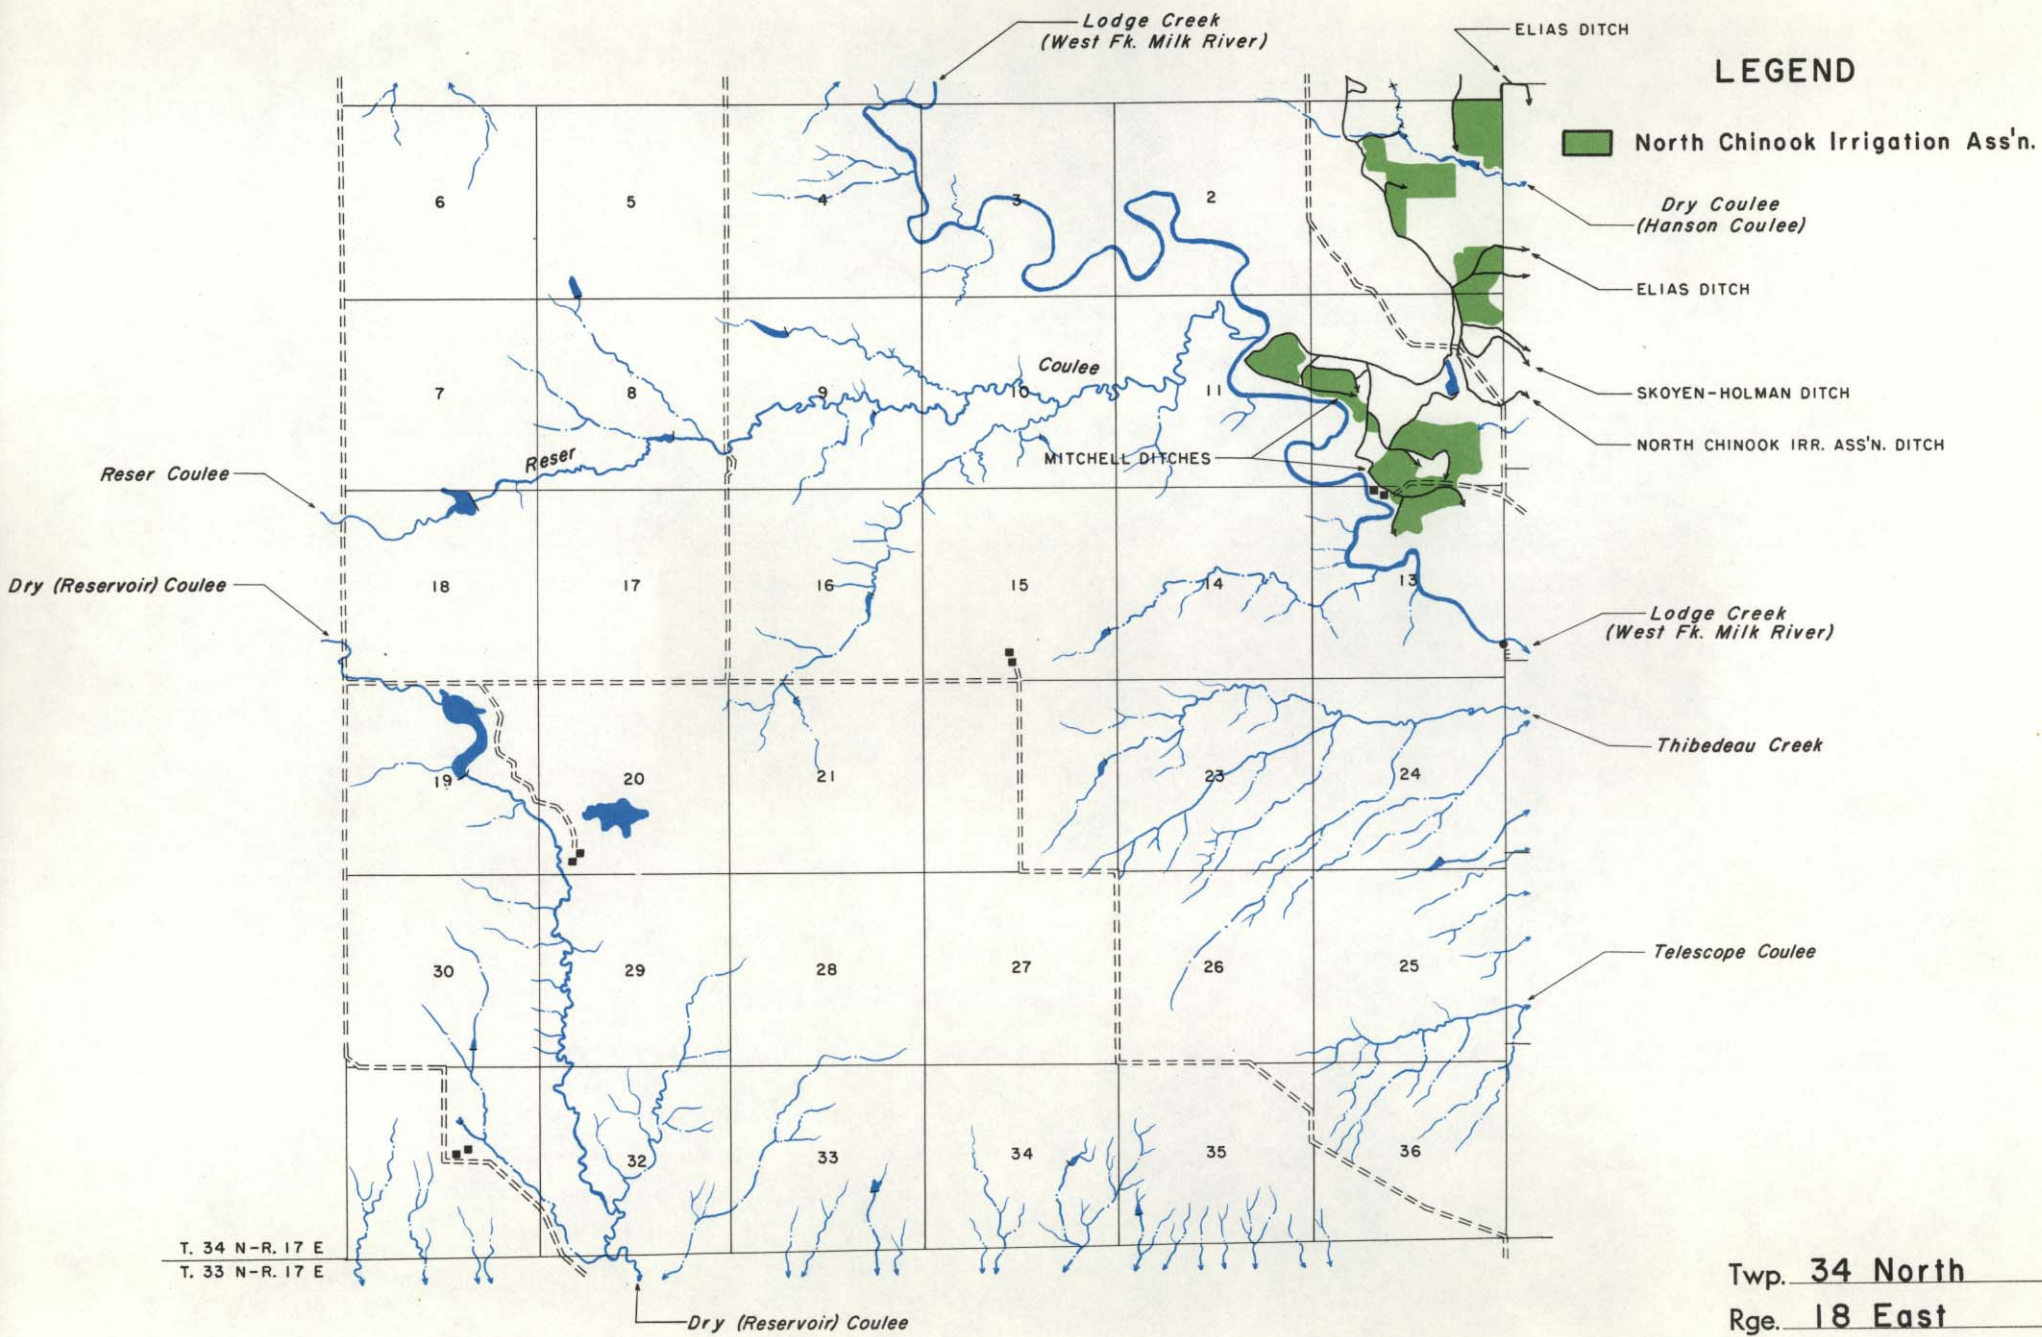 Lodge Creek
(West Fk. Milk River)
ELIAS DITCH
LEGEND
North Chinook Irrigation Ass'n.
6
5
4
3
2
Dry Coulee
(Hanson Coulee)
ELIAS DITCH
7
8
9
10
11
Coulee
SKOYEN-HOLMAN DITCH
NORTH CHINOOK IRR. ASS'N. DITCH
Reser
MITCHELL DITCHES
Reser Coulee
Dry (Reservoir) Coulee
18
17
16
15
14
13
Lodge Creek
(West Fk. Milk River)
Thibedeau Creek
19
20
21
23
24
Telescope Coulee
30
29
28
27
26
25
32
33
34
35
36
T. 34 N-R. 17 E
T. 33 N-R. 17 E
Dry (Reservoir) Coulee
Twp. 34 North
Rge. 18 East